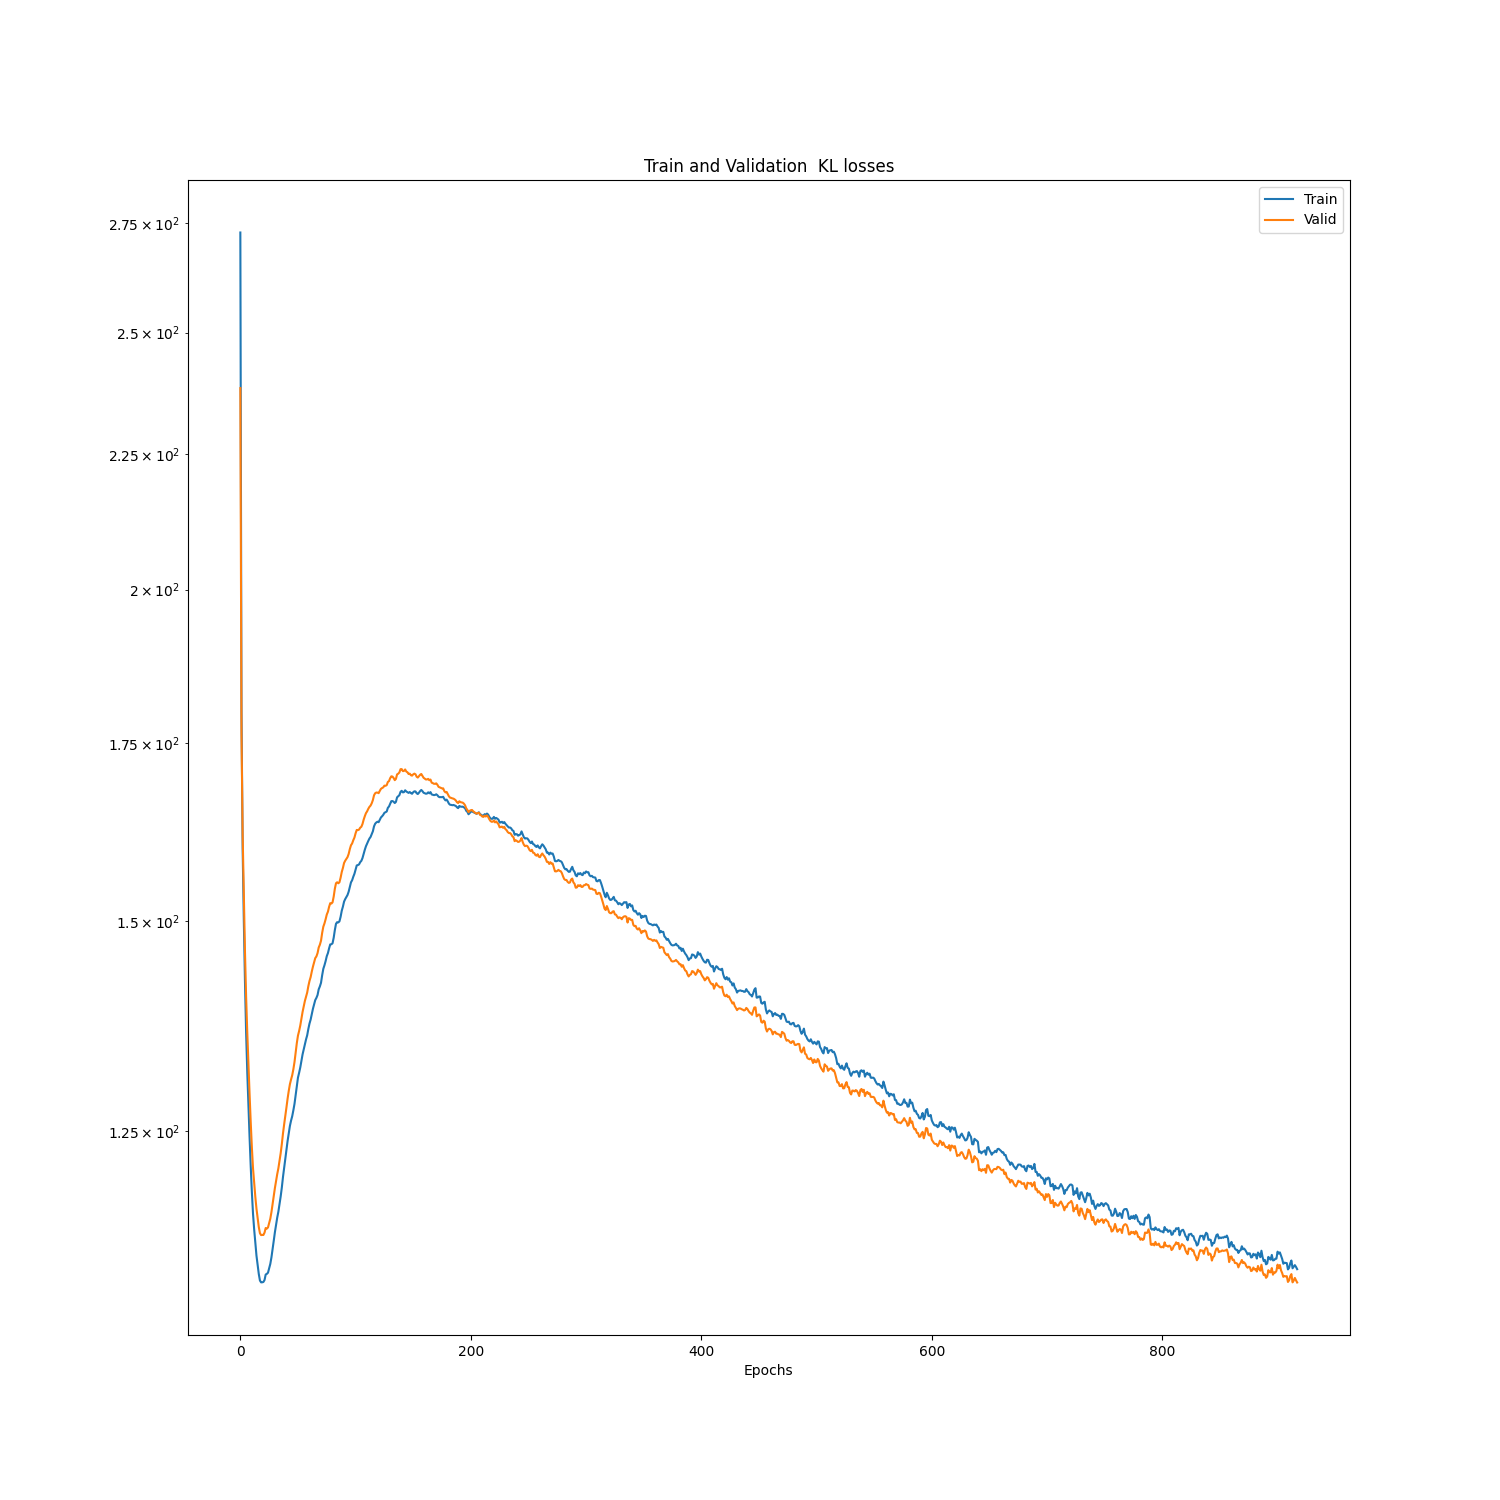 Train and Validation  KL losses
Train
Valid
2.75 × 10²
2.5 × 10²
2.25 × 10²
2 × 10²
1.75 × 10²
1.5 × 10²
1.25 × 10²
0 200 400 600 800
Epochs